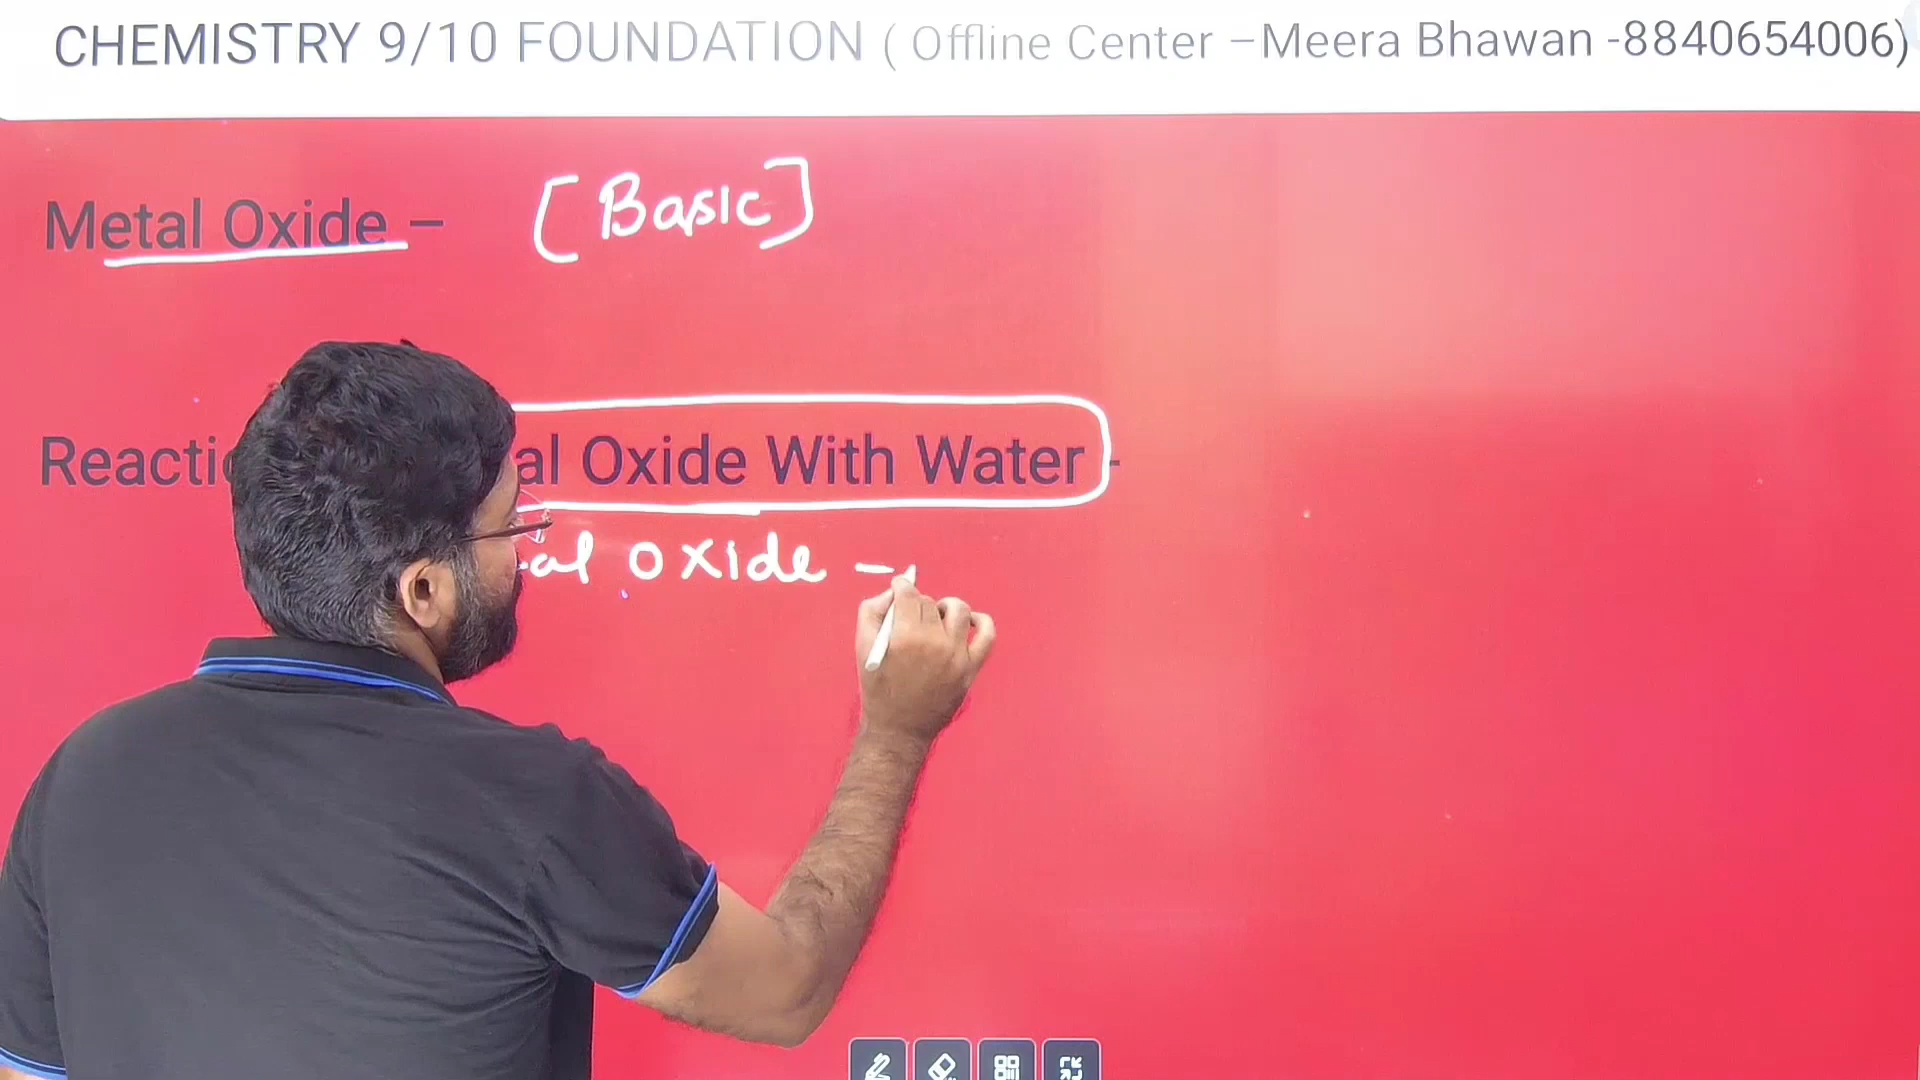 CHEMISTRY 9/10 FOUNDATION ( Offline Center –Meera Bhawan -8840654006)
Metal Oxide – [Basic]
Reacti al Oxide With Water -
al Oxide –